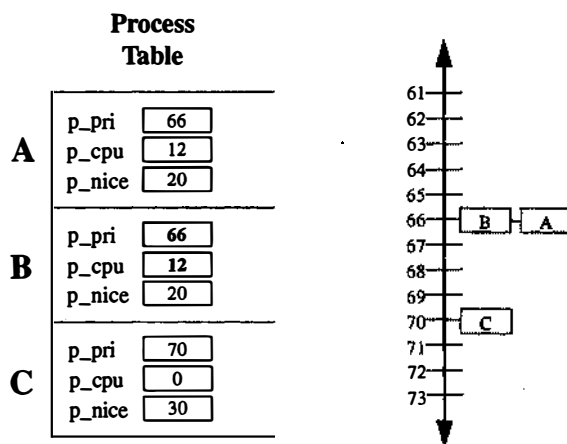 Process
Table
A
p_pri 66
p_cpu 12
p_nice 20
B
p_pri 66
p_cpu 12
p_nice 20
C
p_pri 70
p_cpu 0
p_nice 30
61
62
63
64
65
66 B A
67
68
69
70 C
71
72
73